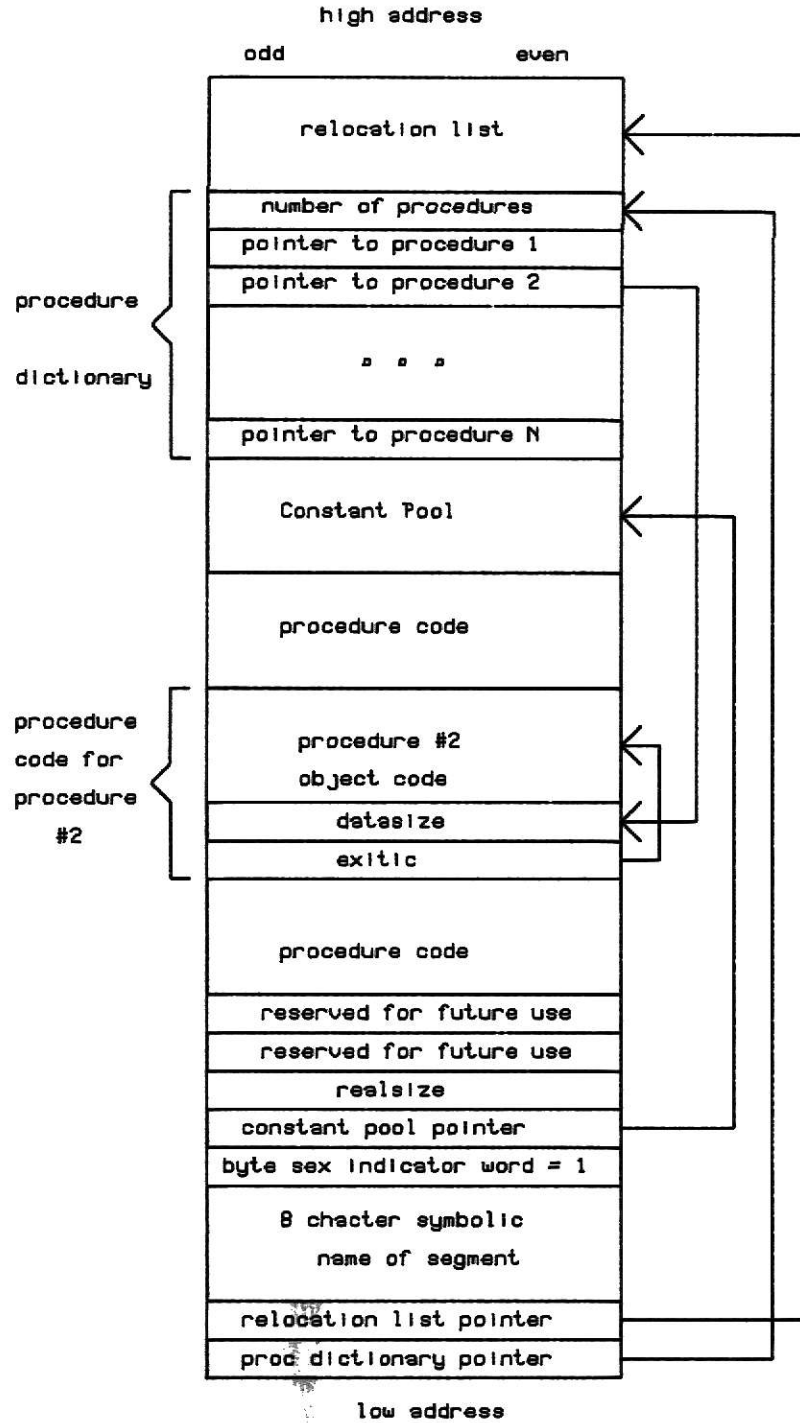 high address
odd even
relocation list
number of procedures
pointer to procedure 1
pointer to procedure 2
procedure
dictionary
pointer to procedure N
Constant Pool
procedure code
procedure
code for
procedure
#2
procedure #2
object code
datasize
exitic
procedure code
reserved for future use
reserved for future use
realsize
constant pool pointer
byte sex indicator word = 1
8 chacter symbolic
name of segment
relocation list pointer
proc dictionary pointer
low address